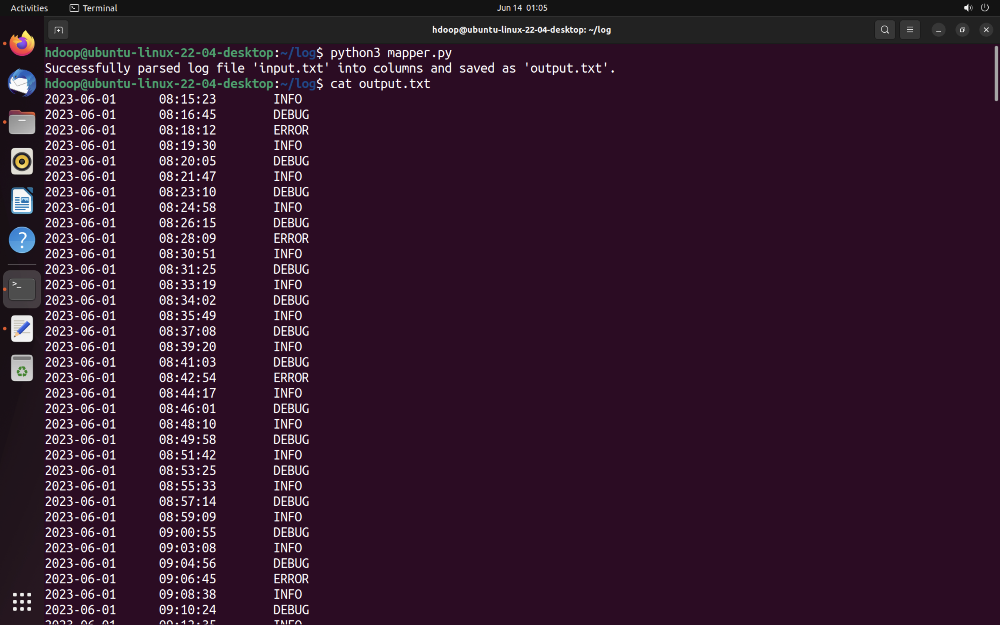 Activities Terminal Jun 14 01:05
hdoop@ubuntu-linux-22-04-desktop: ~/log
hdoop@ubuntu-linux-22-04-desktop:~/log$ python3 mapper.py
Successfully parsed log file 'input.txt' into columns and saved as 'output.txt'.
hdoop@ubuntu-linux-22-04-desktop:~/log$ cat output.txt
2023-06-01 08:15:23 INFO
2023-06-01 08:16:45 DEBUG
2023-06-01 08:18:12 ERROR
2023-06-01 08:19:30 INFO
2023-06-01 08:20:05 DEBUG
2023-06-01 08:21:47 INFO
2023-06-01 08:23:10 DEBUG
2023-06-01 08:24:58 INFO
2023-06-01 08:26:15 DEBUG
2023-06-01 08:28:09 ERROR
2023-06-01 08:30:51 INFO
2023-06-01 08:31:25 DEBUG
2023-06-01 08:33:19 INFO
2023-06-01 08:34:02 DEBUG
2023-06-01 08:35:49 INFO
2023-06-01 08:37:08 DEBUG
2023-06-01 08:39:20 INFO
2023-06-01 08:41:03 DEBUG
2023-06-01 08:42:54 ERROR
2023-06-01 08:44:17 INFO
2023-06-01 08:46:01 DEBUG
2023-06-01 08:48:10 INFO
2023-06-01 08:49:58 DEBUG
2023-06-01 08:51:42 INFO
2023-06-01 08:53:25 DEBUG
2023-06-01 08:55:33 INFO
2023-06-01 08:57:14 DEBUG
2023-06-01 08:59:09 INFO
2023-06-01 09:00:55 DEBUG
2023-06-01 09:03:08 INFO
2023-06-01 09:04:56 DEBUG
2023-06-01 09:06:45 ERROR
2023-06-01 09:08:38 INFO
2023-06-01 09:10:24 DEBUG
2023-06-01 09:12:35 INFO